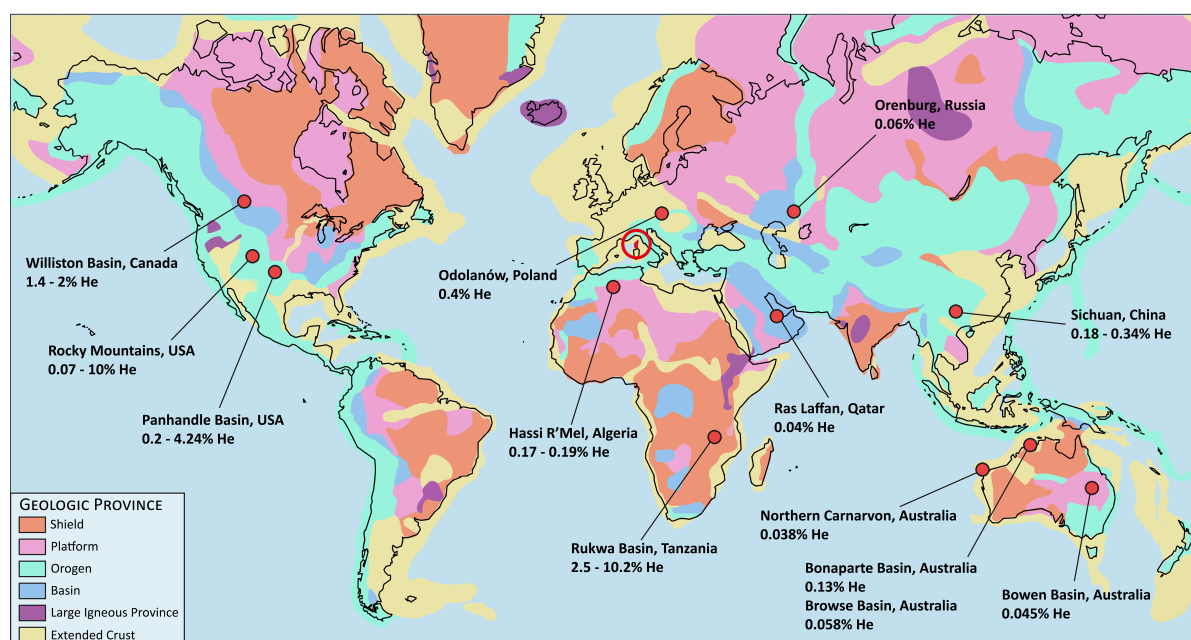 Orenburg, Russia
0.06% He
Williston Basin, Canada
1.4 - 2% He
Odolanów, Poland
0.4% He
Sichuan, China
0.18 - 0.34% He
Rocky Mountains, USA
0.07 - 10% He
Panhandle Basin, USA
0.2 - 4.24% He
Hassi R’Mel, Algeria
0.17 - 0.19% He
Ras Laffan, Qatar
0.04% He
Rukwa Basin, Tanzania
2.5 - 10.2% He
Northern Carnarvon, Australia
0.038% He
Bonaparte Basin, Australia
0.13% He
Browse Basin, Australia
0.058% He
Bowen Basin, Australia
0.045% He
GEOLOGIC PROVINCE
Shield
Platform
Orogen
Basin
Large Igneous Province
Extended Crust